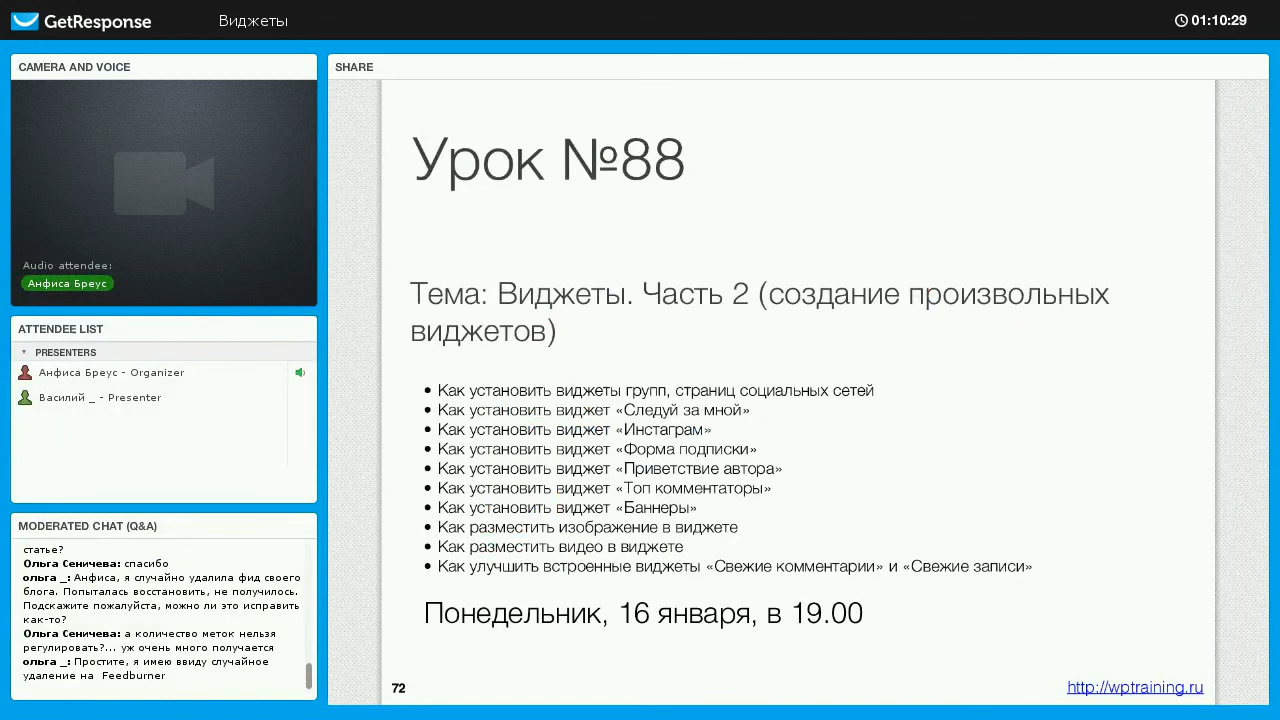 GetResponse
Виджеты
01:10:29
CAMERA AND VOICE
Audio attendee:
Анфиса Бреус
ATTENDEE LIST
PRESENTERS
Анфиса Бреус - Organizer
Василий _ - Presenter
MODERATED CHAT (Q&A)
статье?
Ольга Сеничева: спасибо
ольга _: Анфиса, я случайно удалила фид своего
блога. Попыталась восстановить, не получилось.
Подскажите пожалуйста, можно ли это исправить
как-то?
Ольга Сеничева: а количество меток нельзя
регулировать?... уж очень много получается
ольга _: Простите, я имею ввиду случайное
удаление на Feedburner
SHARE
Урок №88
Тема: Виджеты. Часть 2 (создание произвольных
виджетов)
• Как установить виджеты групп, страниц социальных сетей
• Как установить виджет «Следуй за мной»
• Как установить виджет «Инстаграм»
• Как установить виджет «Форма подписки»
• Как установить виджет «Приветствие автора»
• Как установить виджет «Топ комментаторы»
• Как установить виджет «Баннеры»
• Как разместить изображение в виджете
• Как разместить видео в виджете
• Как улучшить встроенные виджеты «Свежие комментарии» и «Свежие записи»
Понедельник, 16 января, в 19.00
72
http://wptraining.ru